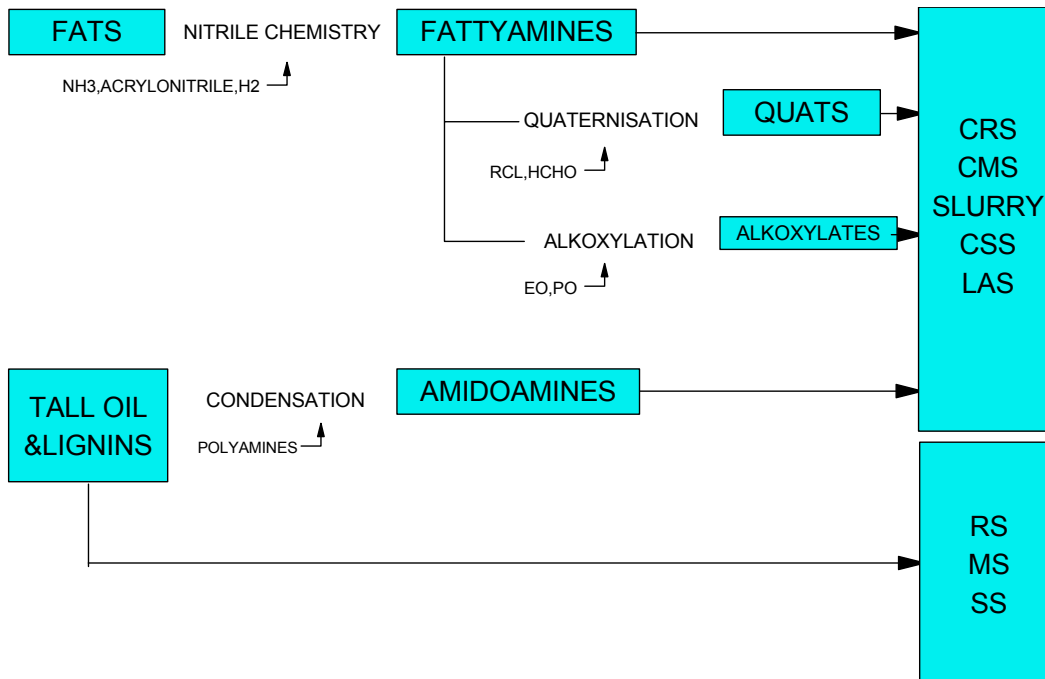 FATS
NITRILE CHEMISTRY
FATTYAMINES
NH3,ACRYLONITRILE,H2
QUATERNISATION
QUATS
RCL,HCHO
ALKOXYLATION
ALKOXYLATES
EO,PO
CRS
CMS
SLURRY
CSS
LAS
TALL OIL
&LIGNINS
CONDENSATION
AMIDOAMINES
POLYAMINES
RS
MS
SS